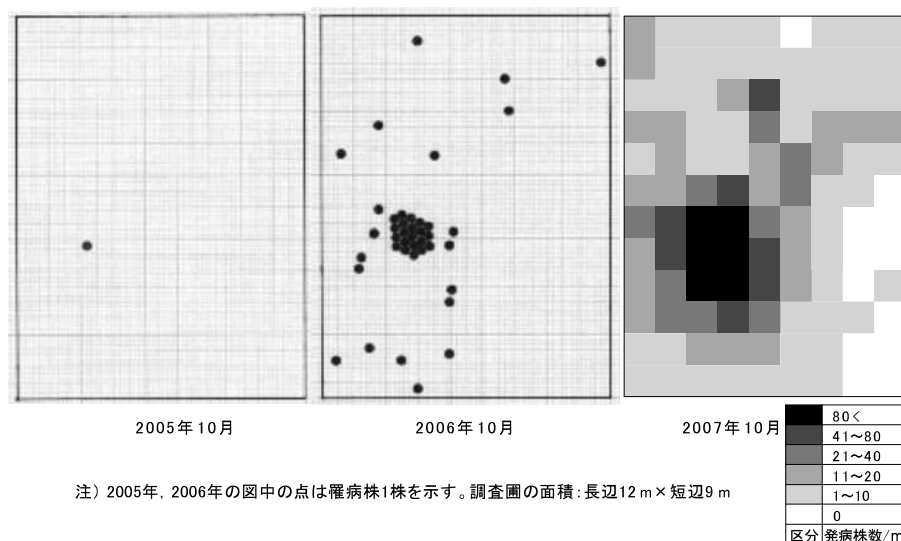 2005年10月
2006年10月
2007年10月
80<
41~80
21~40
11~20
1~10
0
区分 発病株数/m
注) 2005年,2006年の図中の点は罹病株1株を示す。調査圃の面積:長辺12m×短辺9m